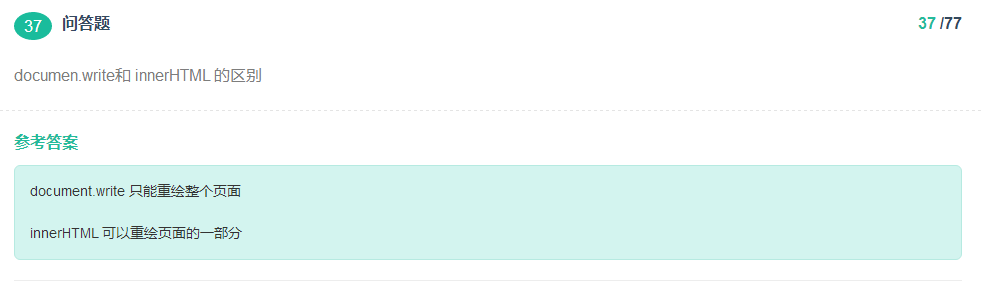 37 问答题 37 /77
documen.write和 innerHTML 的区别
参考答案
document.write 只能重绘整个页面
innerHTML 可以重绘页面的一部分